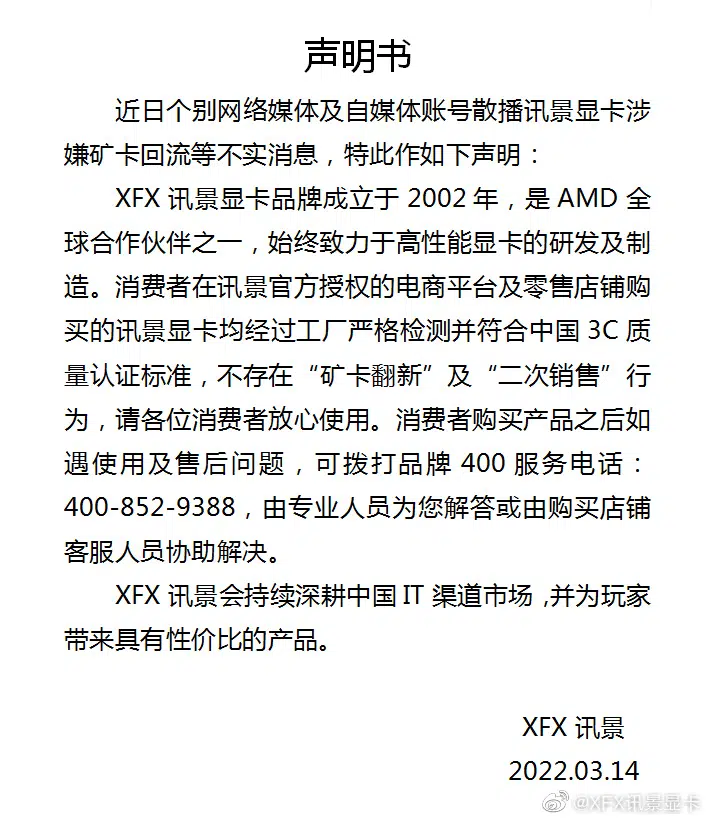 声明书
近日个别网络媒体及自媒体账号散播讯景显卡涉
嫌矿卡回流等不实消息，特此作如下声明：
XFX 讯景显卡品牌成立于 2002 年，是 AMD 全
球合作伙伴之一，始终致力于高性能显卡的研发及制
造。消费者在讯景官方授权的电商平台及零售店铺购
买的讯景显卡均经过工厂严格检测并符合中国 3C 质
量认证标准，不存在“矿卡翻新”及“二次销售”行
为，请各位消费者放心使用。消费者购买产品之后如
遇使用及售后问题，可拨打品牌 400 服务电话：
400-852-9388，由专业人员为您解答或由购买店铺
客服人员协助解决。
XFX 讯景会持续深耕中国 IT 渠道市场,并为玩家
带来具有性价比的产品。
XFX 讯景
2022.03.14
@XFX讯景显卡